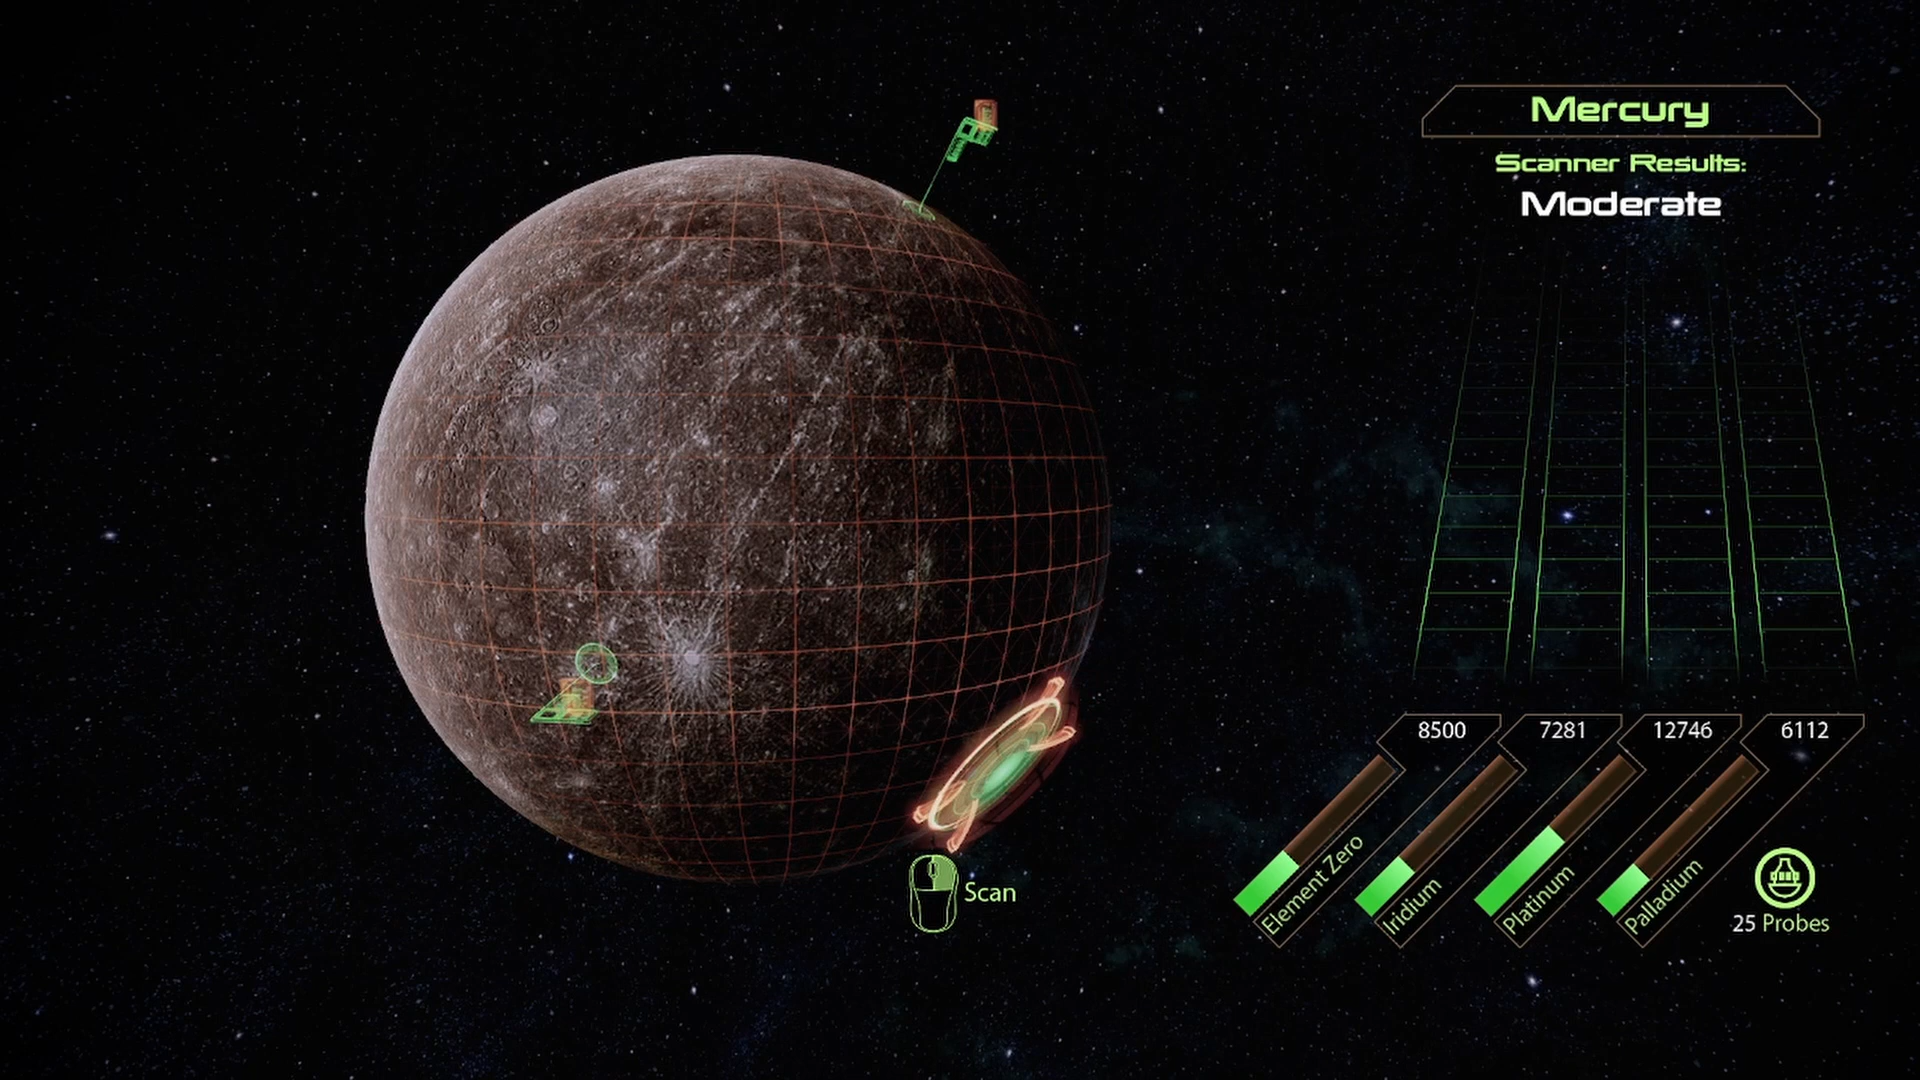 Mercury
Scanner Results:
Moderate
8500
7281
12746
6112
Element Zero
Iridium
Platinum
Palladium
25 Probes
Scan